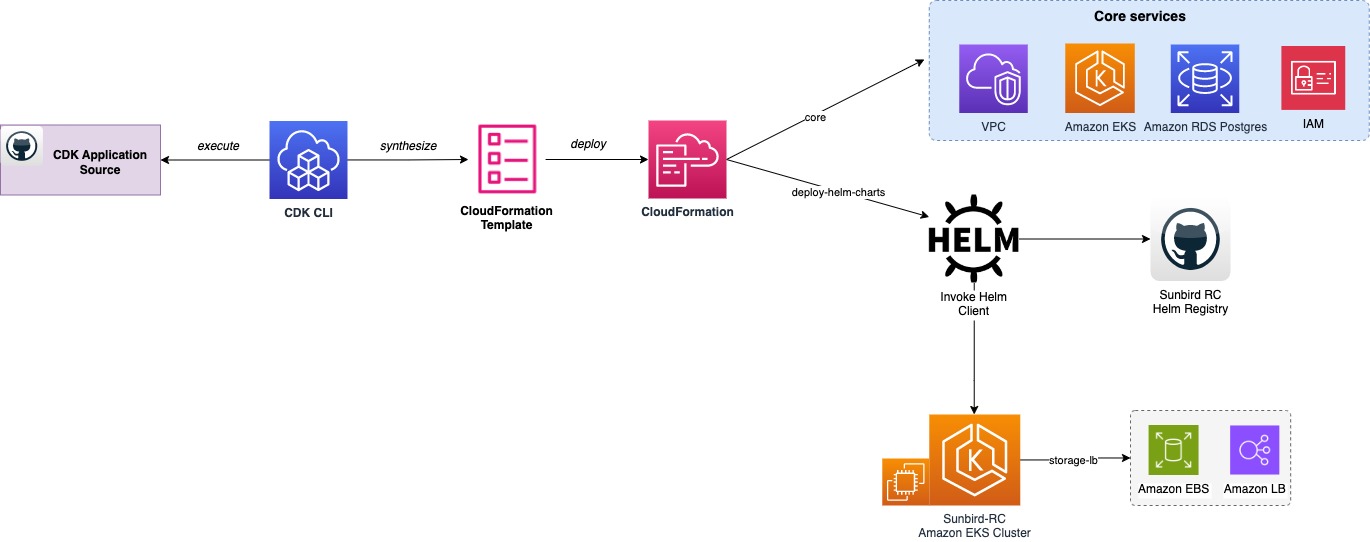 Core services
VPC
Amazon EKS
Amazon RDS Postgres
IAM
core
CDK Application
Source
execute
CDK CLI
synthesize
CloudFormation
Template
deploy
CloudFormation
deploy-helm-charts
HELM
Invoke Helm
Client
Sunbird RC
Helm Registry
Sunbird-RC
Amazon EKS Cluster
storage-lb
Amazon EBS
Amazon LB